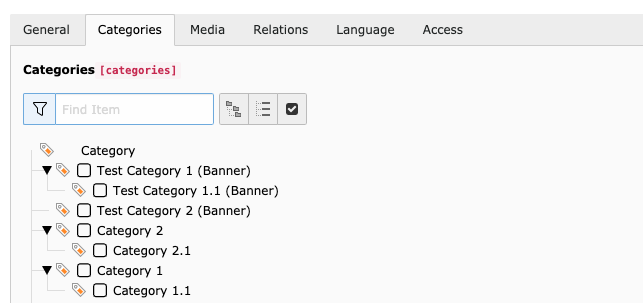 General Categories Media Relations Language Access
Categories [categories]
Find Item
Category
Test Category 1 (Banner)
Test Category 1.1 (Banner)
Test Category 2 (Banner)
Category 2
Category 2.1
Category 1
Category 1.1